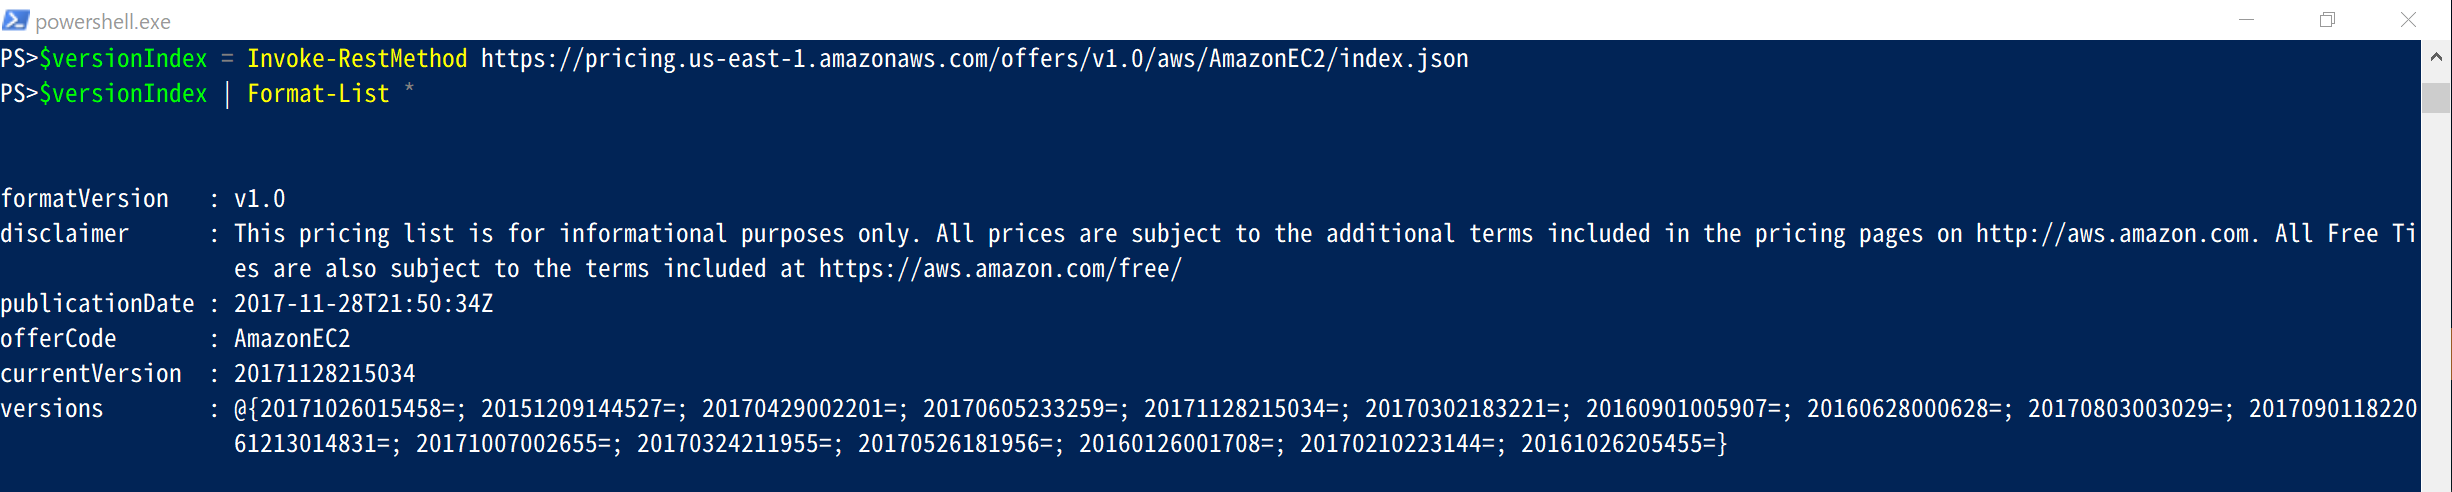 powershell.exe
PS>$versionIndex = Invoke-RestMethod https://pricing.us-east-1.amazonaws.com/offers/v1.0/aws/AmazonEC2/index.json
PS>$versionIndex | Format-List *
formatVersion   : v1.0
disclaimer      : This pricing list is for informational purposes only. All prices are subject to the additional terms included in the pricing pages on http://aws.amazon.com. All Free Ti
es are also subject to the terms included at https://aws.amazon.com/free/
publicationDate : 2017-11-28T21:50:34Z
offerCode       : AmazonEC2
currentVersion  : 20171128215034
versions        : @{20171026015458=; 20151209144527=; 20170429002201=; 20170605233259=; 20171128215034=; 20170302183221=; 20160901005907=; 20160628000628=; 20170803003029=; 2017090118220
61213014831=; 20171007002655=; 20170324211955=; 20170526181956=; 20160126001708=; 20170210223144=; 20161026205455=}